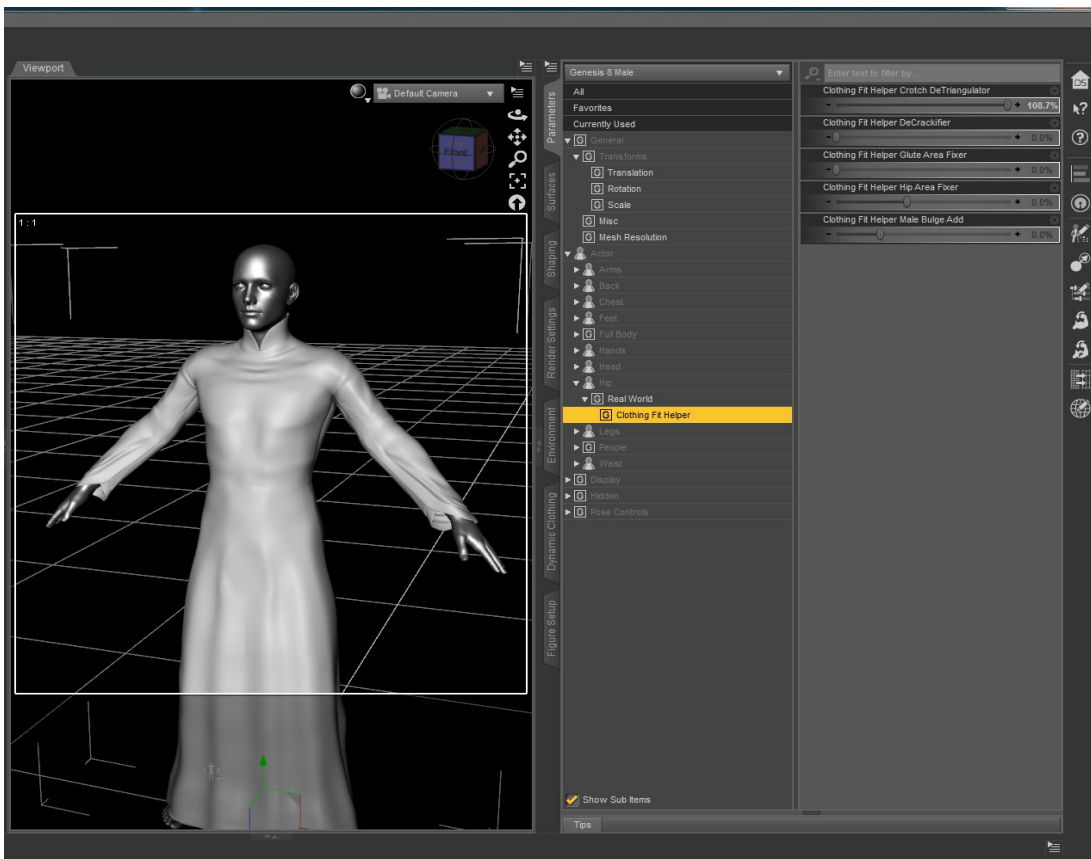 Viewport
Default Camera
Front
1 : 1
Parameters
Surfaces
Shaping
Render Settings
Environment
Dynamic Clothing
Figure Setup
Genesis 8 Male
All
Favorites
Currently Used
G General
G Transforms
G Translation
G Rotation
G Scale
G Misc
G Mesh Resolution
Actor
Arms
Back
Chest
Feet
G Full Body
Hands
Head
Hip
G Real World
G Clothing Fit Helper
Legs
G People
Waist
G Display
G Hidden
G Pose Controls
Show Sub Items
Tips
Enter text to filter by...
Clothing Fit Helper Crotch DeTriangulator
- + 108.7%
Clothing Fit Helper DeCrackifier
- + 0.0%
Clothing Fit Helper Glute Area Fixer
- + 0.0%
Clothing Fit Helper Hip Area Fixer
- + 0.0%
Clothing Fit Helper Male Bulge Add
- + 0.0%
DS
?
?